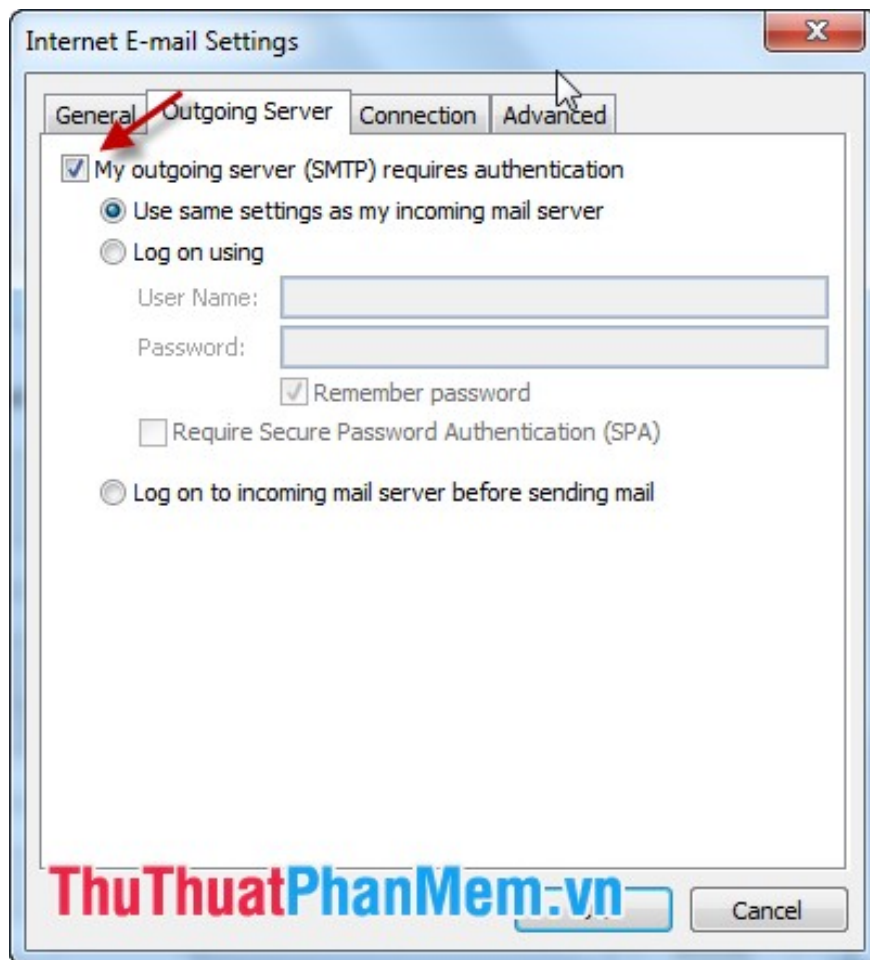 Internet E-mail Settings
General Outgoing Server Connection Advanced
My outgoing server (SMTP) requires authentication
Use same settings as my incoming mail server
Log on using
User Name:
Password:
Remember password
Require Secure Password Authentication (SPA)
Log on to incoming mail server before sending mail
ThuThuatPhanMem.vn
Cancel